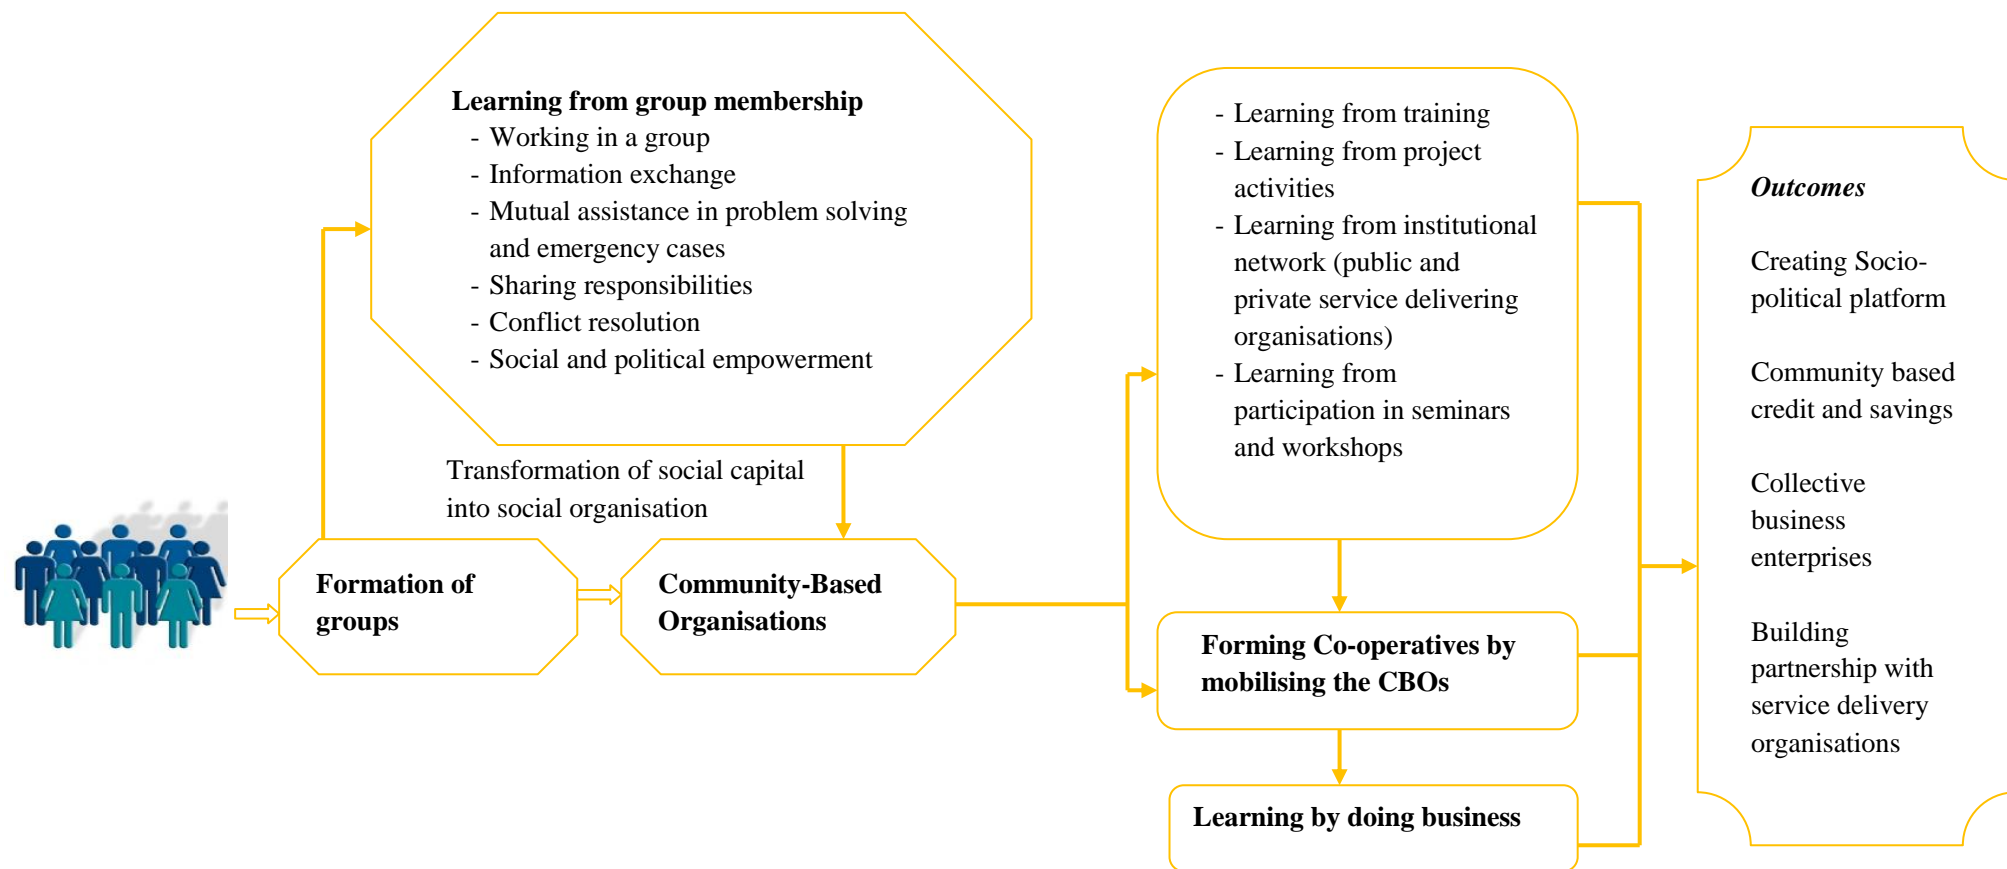 Learning from group membership
- Working in a group
- Information exchange
- Mutual assistance in problem solving
and emergency cases
- Sharing responsibilities
- Conflict resolution
- Social and political empowerment
Transformation of social capital
into social organisation
Formation of
groups
Community-Based
Organisations
- Learning from training
- Learning from project
activities
- Learning from institutional
network (public and
private service delivering
organisations)
- Learning from
participation in seminars
and workshops
Forming Co-operatives by
mobilising the CBOs
Learning by doing business
Outcomes
Creating Socio-
political platform
Community based
credit and savings
Collective
business
enterprises
Building
partnership with
service delivery
organisations